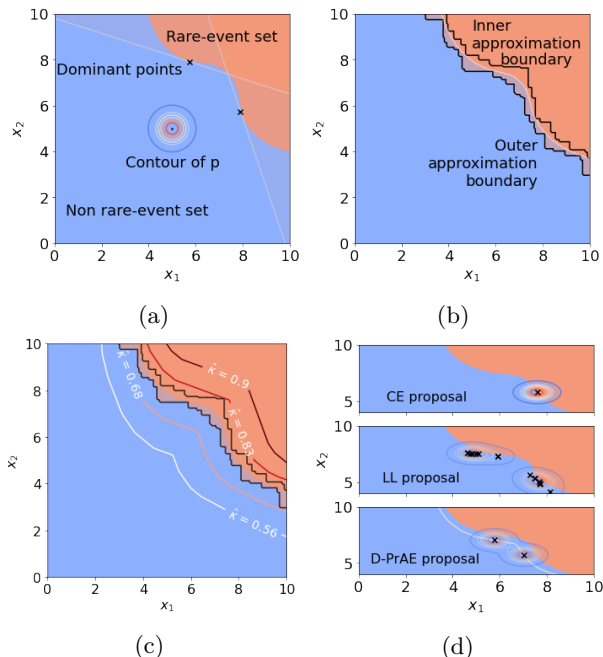 10
8
6
4
2
0
x2
Rare-event set
Dominant points
Contour of p
Non rare-event set
0 2 4 6 8 10
x1
(a)
10
8
6
4
2
0
x2
Inner
approximation
boundary
Outer
approximation
boundary
0 2 4 6 8 10
x1
(b)
10
8
6
4
2
0
x2
κ̂ = 0.9
κ̂ = 0.68
κ̂ = 0.83
κ̂ = 0.56
0 2 4 6 8 10
x1
(c)
10
5
CE proposal
10
5
x2
LL proposal
10
5
D-PrAE proposal
0 2 4 6 8 10
x1
(d)